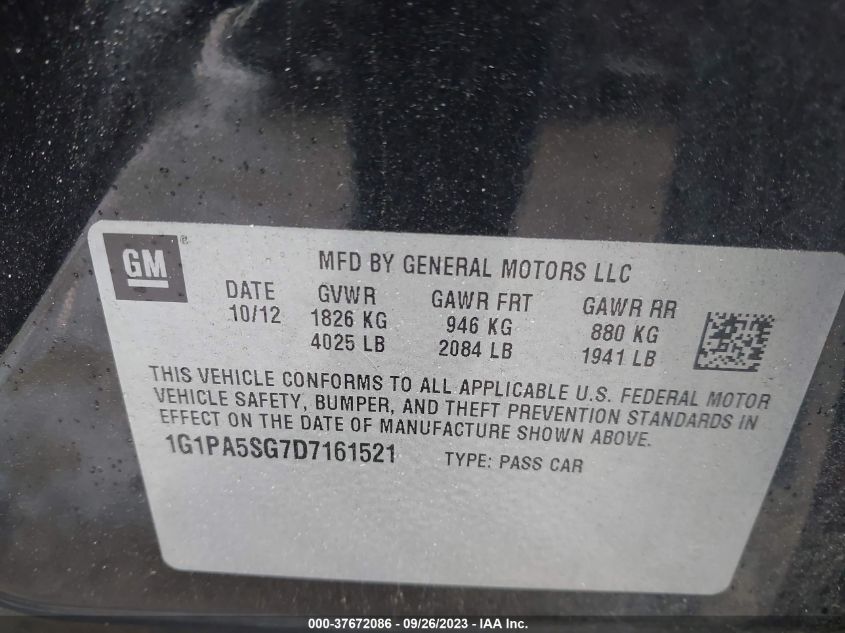 GM®
MFD BY GENERAL MOTORS LLC
DATE GVWR GAWR FRT GAWR RR
10/12 1826 KG 946 KG 880 KG
4025 LB 2084 LB 1941 LB
THIS VEHICLE CONFORMS TO ALL APPLICABLE U.S. FEDERAL MOTOR
VEHICLE SAFETY, BUMPER, AND THEFT PREVENTION STANDARDS IN
EFFECT ON THE DATE OF MANUFACTURE SHOWN ABOVE.
1G1PA5SG7D7161521 TYPE: PASS CAR
000-37672086 - 09/26/2023 - IAA Inc.